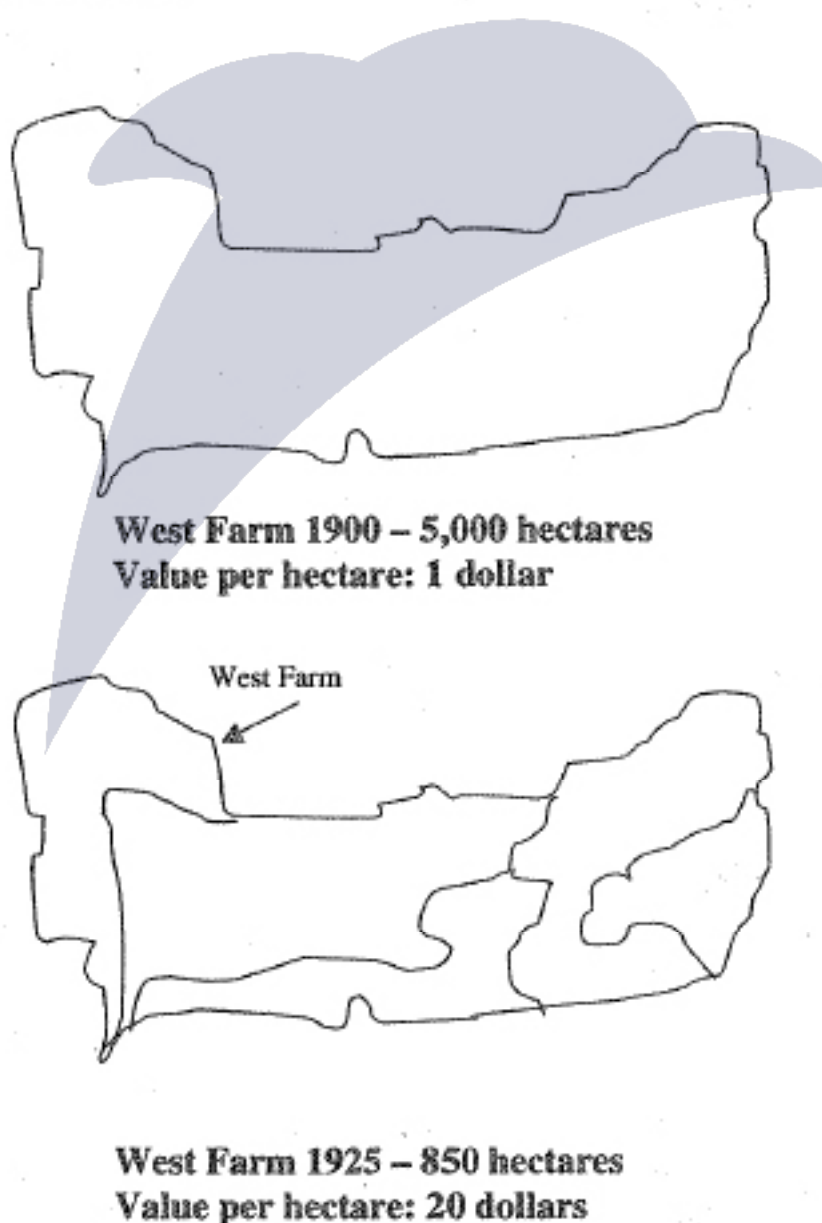 West Farm 1900 – 5,000 hectares
Value per hectare: 1 dollar
West Farm
West Farm 1925 – 850 hectares
Value per hectare: 20 dollars